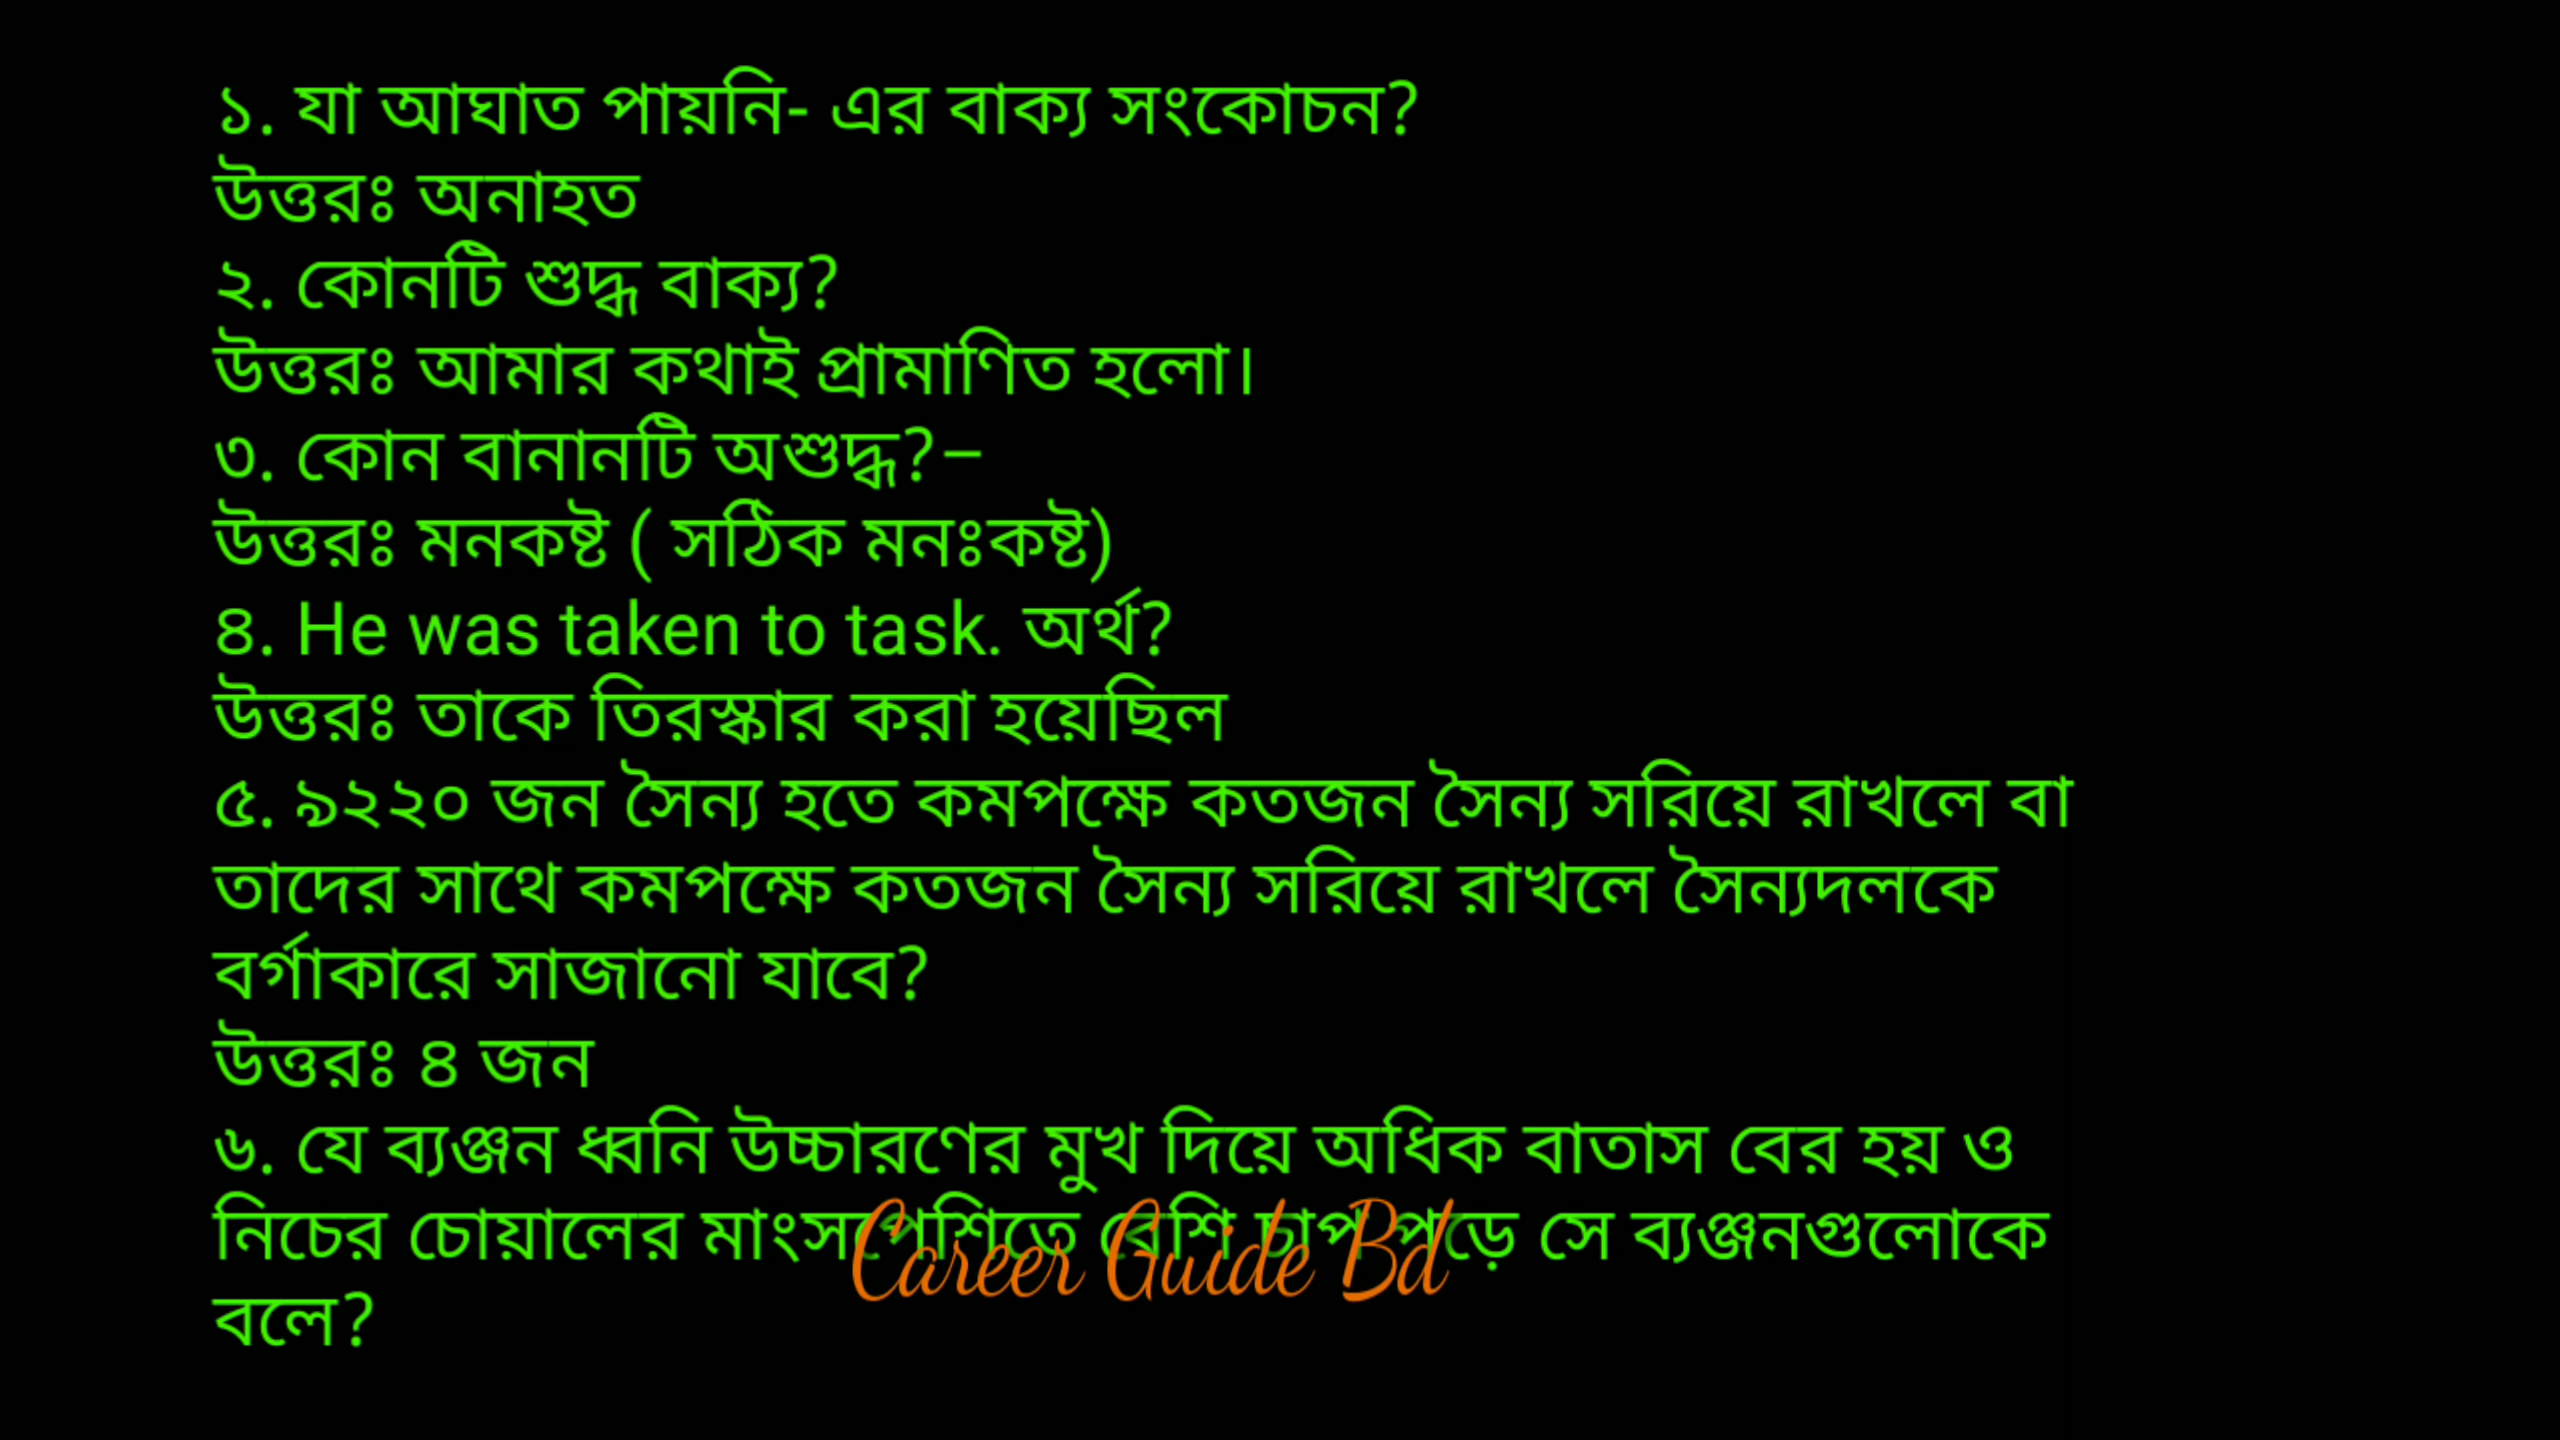 ১. যা আঘাত পায়নি- এর বাক্য সংকোচন?
উত্তরঃ অনাহত
২. কোনটি শুদ্ধ বাক্য?
উত্তরঃ আমার কথাই প্রামাণিত হলো।
৩. কোন বানানটি অশুদ্ধ?–
উত্তরঃ মনকষ্ট ( সঠিক মনঃকষ্ট)
৪. He was taken to task. অর্থ?
উত্তরঃ তাকে তিরস্কার করা হয়েছিল
৫. ৯২২০ জন সৈন্য হতে কমপক্ষে কতজন সৈন্য সরিয়ে রাখলে বা
তাদের সাথে কমপক্ষে কতজন সৈন্য সরিয়ে রাখলে সৈন্যদলকে
বর্গাকারে সাজানো যাবে?
উত্তরঃ ৪ জন
৬. যে ব্যঞ্জন ধ্বনি উচ্চারণের মুখ দিয়ে অধিক বাতাস বের হয় ও
নিচের চোয়ালের মাংসপেশিতে বেশি চাপ পড়ে সে ব্যঞ্জনগুলোকে
বলে?
Career Guide Bd